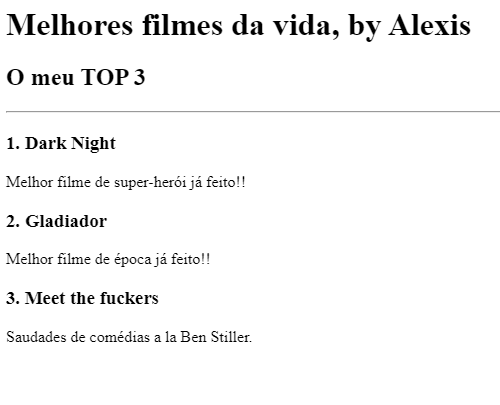 Melhores filmes da vida, by Alexis
O meu TOP 3
1. Dark Night
Melhor filme de super-herói já feito!!
2. Gladiador
Melhor filme de época já feito!!
3. Meet the fuckers
Saudades de comédias a la Ben Stiller.